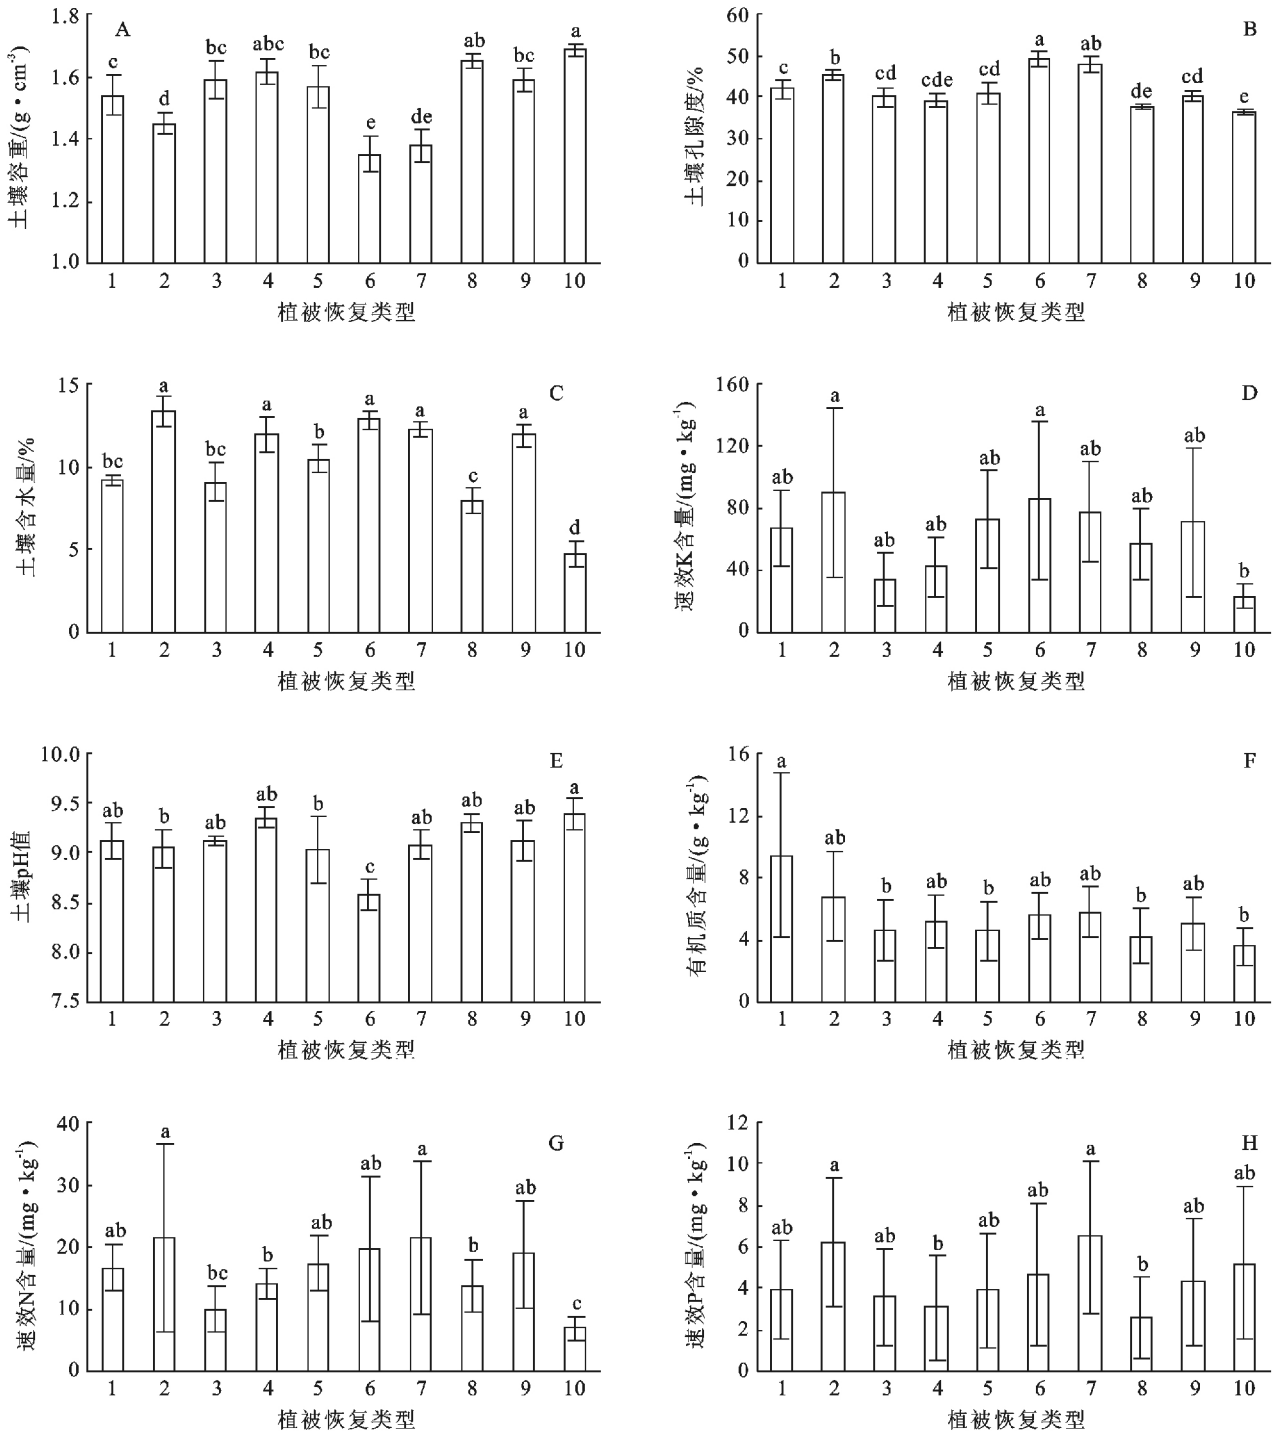 A
土壤容重/(g·cm⁻³)
1.8
1.6
1.4
1.2
1.0
c d bc abc bc e de ab bc a
1 2 3 4 5 6 7 8 9 10
植被恢复类型
B
土壤孔隙度/%
60
50
40
30
20
10
0
c b cd cde cd a ab de cd e
1 2 3 4 5 6 7 8 9 10
植被恢复类型
C
土壤含水量/%
15
10
5
0
bc a bc a b a a c a d
1 2 3 4 5 6 7 8 9 10
植被恢复类型
D
速效K含量/(mg·kg⁻¹)
160
120
80
40
0
ab a ab ab ab a ab ab ab b
1 2 3 4 5 6 7 8 9 10
植被恢复类型
E
土壤pH值
10.0
9.5
9.0
8.5
8.0
7.5
ab b ab ab b c ab ab ab a
1 2 3 4 5 6 7 8 9 10
植被恢复类型
F
有机质含量/(g·kg⁻¹)
16
12
8
4
0
a ab b ab b ab ab b ab b
1 2 3 4 5 6 7 8 9 10
植被恢复类型
G
速效N含量/(mg·kg⁻¹)
40
30
20
10
0
ab a bc b ab ab a b ab c
1 2 3 4 5 6 7 8 9 10
植被恢复类型
H
速效P含量/(mg·kg⁻¹)
12
10
8
6
4
2
0
ab a ab b ab ab a b ab ab
1 2 3 4 5 6 7 8 9 10
植被恢复类型